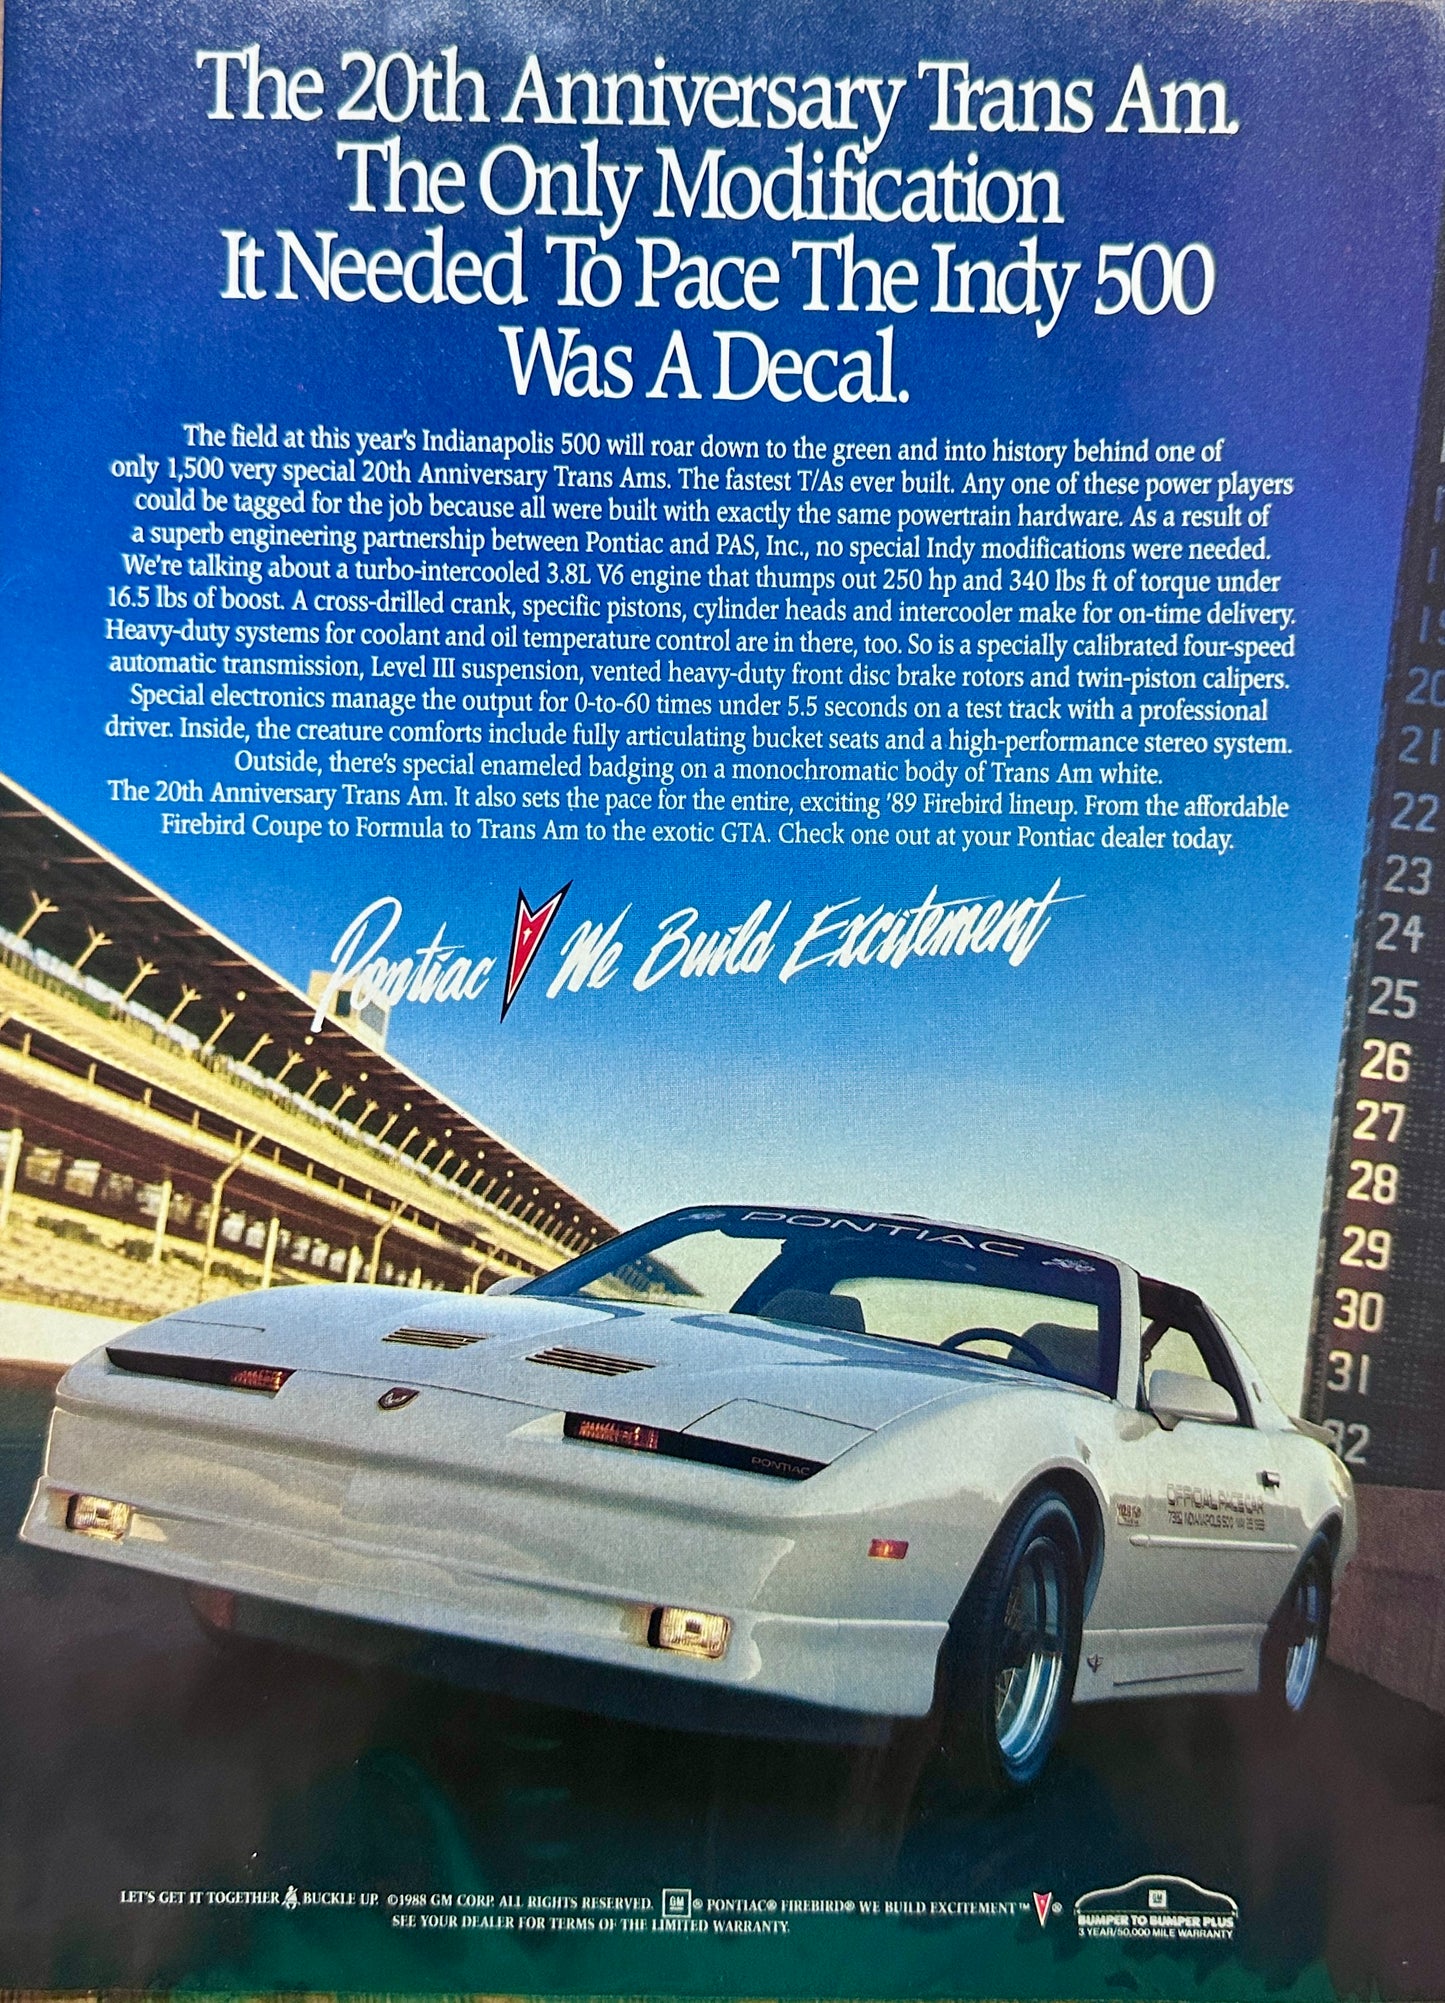 The 20th Anniversary Trans Am.
The Only Modification
It Needed To Pace The Indy 500
Was A Decal.
The field at this year's Indianapolis 500 will roar down to the green and into history behind one of
only 1,500 very special 20th Anniversary Trans Ams. The fastest T/As ever built. Any one of these power players
could be tagged for the job because all were built with exactly the same powertrain hardware. As a result of
a superb engineering partnership between Pontiac and PAS, Inc., no special Indy modifications were needed.
We're talking about a turbo-intercooled 3.8L V6 engine that thumps out 250 hp and 340 lbs ft of torque under
16.5 lbs of boost. A cross-drilled crank, specific pistons, cylinder heads and intercooler make for on-time delivery.
Heavy-duty systems for coolant and oil temperature control are in there, too. So is a specially calibrated four-speed
automatic transmission, Level III suspension, vented heavy-duty front disc brake rotors and twin-piston calipers.
Special electronics manage the output for 0-to-60 times under 5.5 seconds on a test track with a professional
driver. Inside, the creature comforts include fully articulating bucket seats and a high-performance stereo system.
Outside, there's special enameled badging on a monochromatic body of Trans Am white.
The 20th Anniversary Trans Am. It also sets the pace for the entire, exciting '89 Firebird lineup. From the affordable
Firebird Coupe to Formula to Trans Am to the exotic GTA. Check one out at your Pontiac dealer today.
Pontiac We Build Excitement
20
21
22
23
24
25
26
27
28
29
30
31
32
PONTIAC
PONTIAC
OFFICIAL PACE CAR
73RD INDIANAPOLIS 500 MAY 28, 1989
LET'S GET IT TOGETHER BUCKLE UP. ©1988 GM CORP. ALL RIGHTS RESERVED. GM ® PONTIAC® FIREBIRD® WE BUILD EXCITEMENT™ ®
SEE YOUR DEALER FOR TERMS OF THE LIMITED WARRANTY.
GM
BUMPER TO BUMPER PLUS
3 YEAR/50,000 MILE WARRANTY